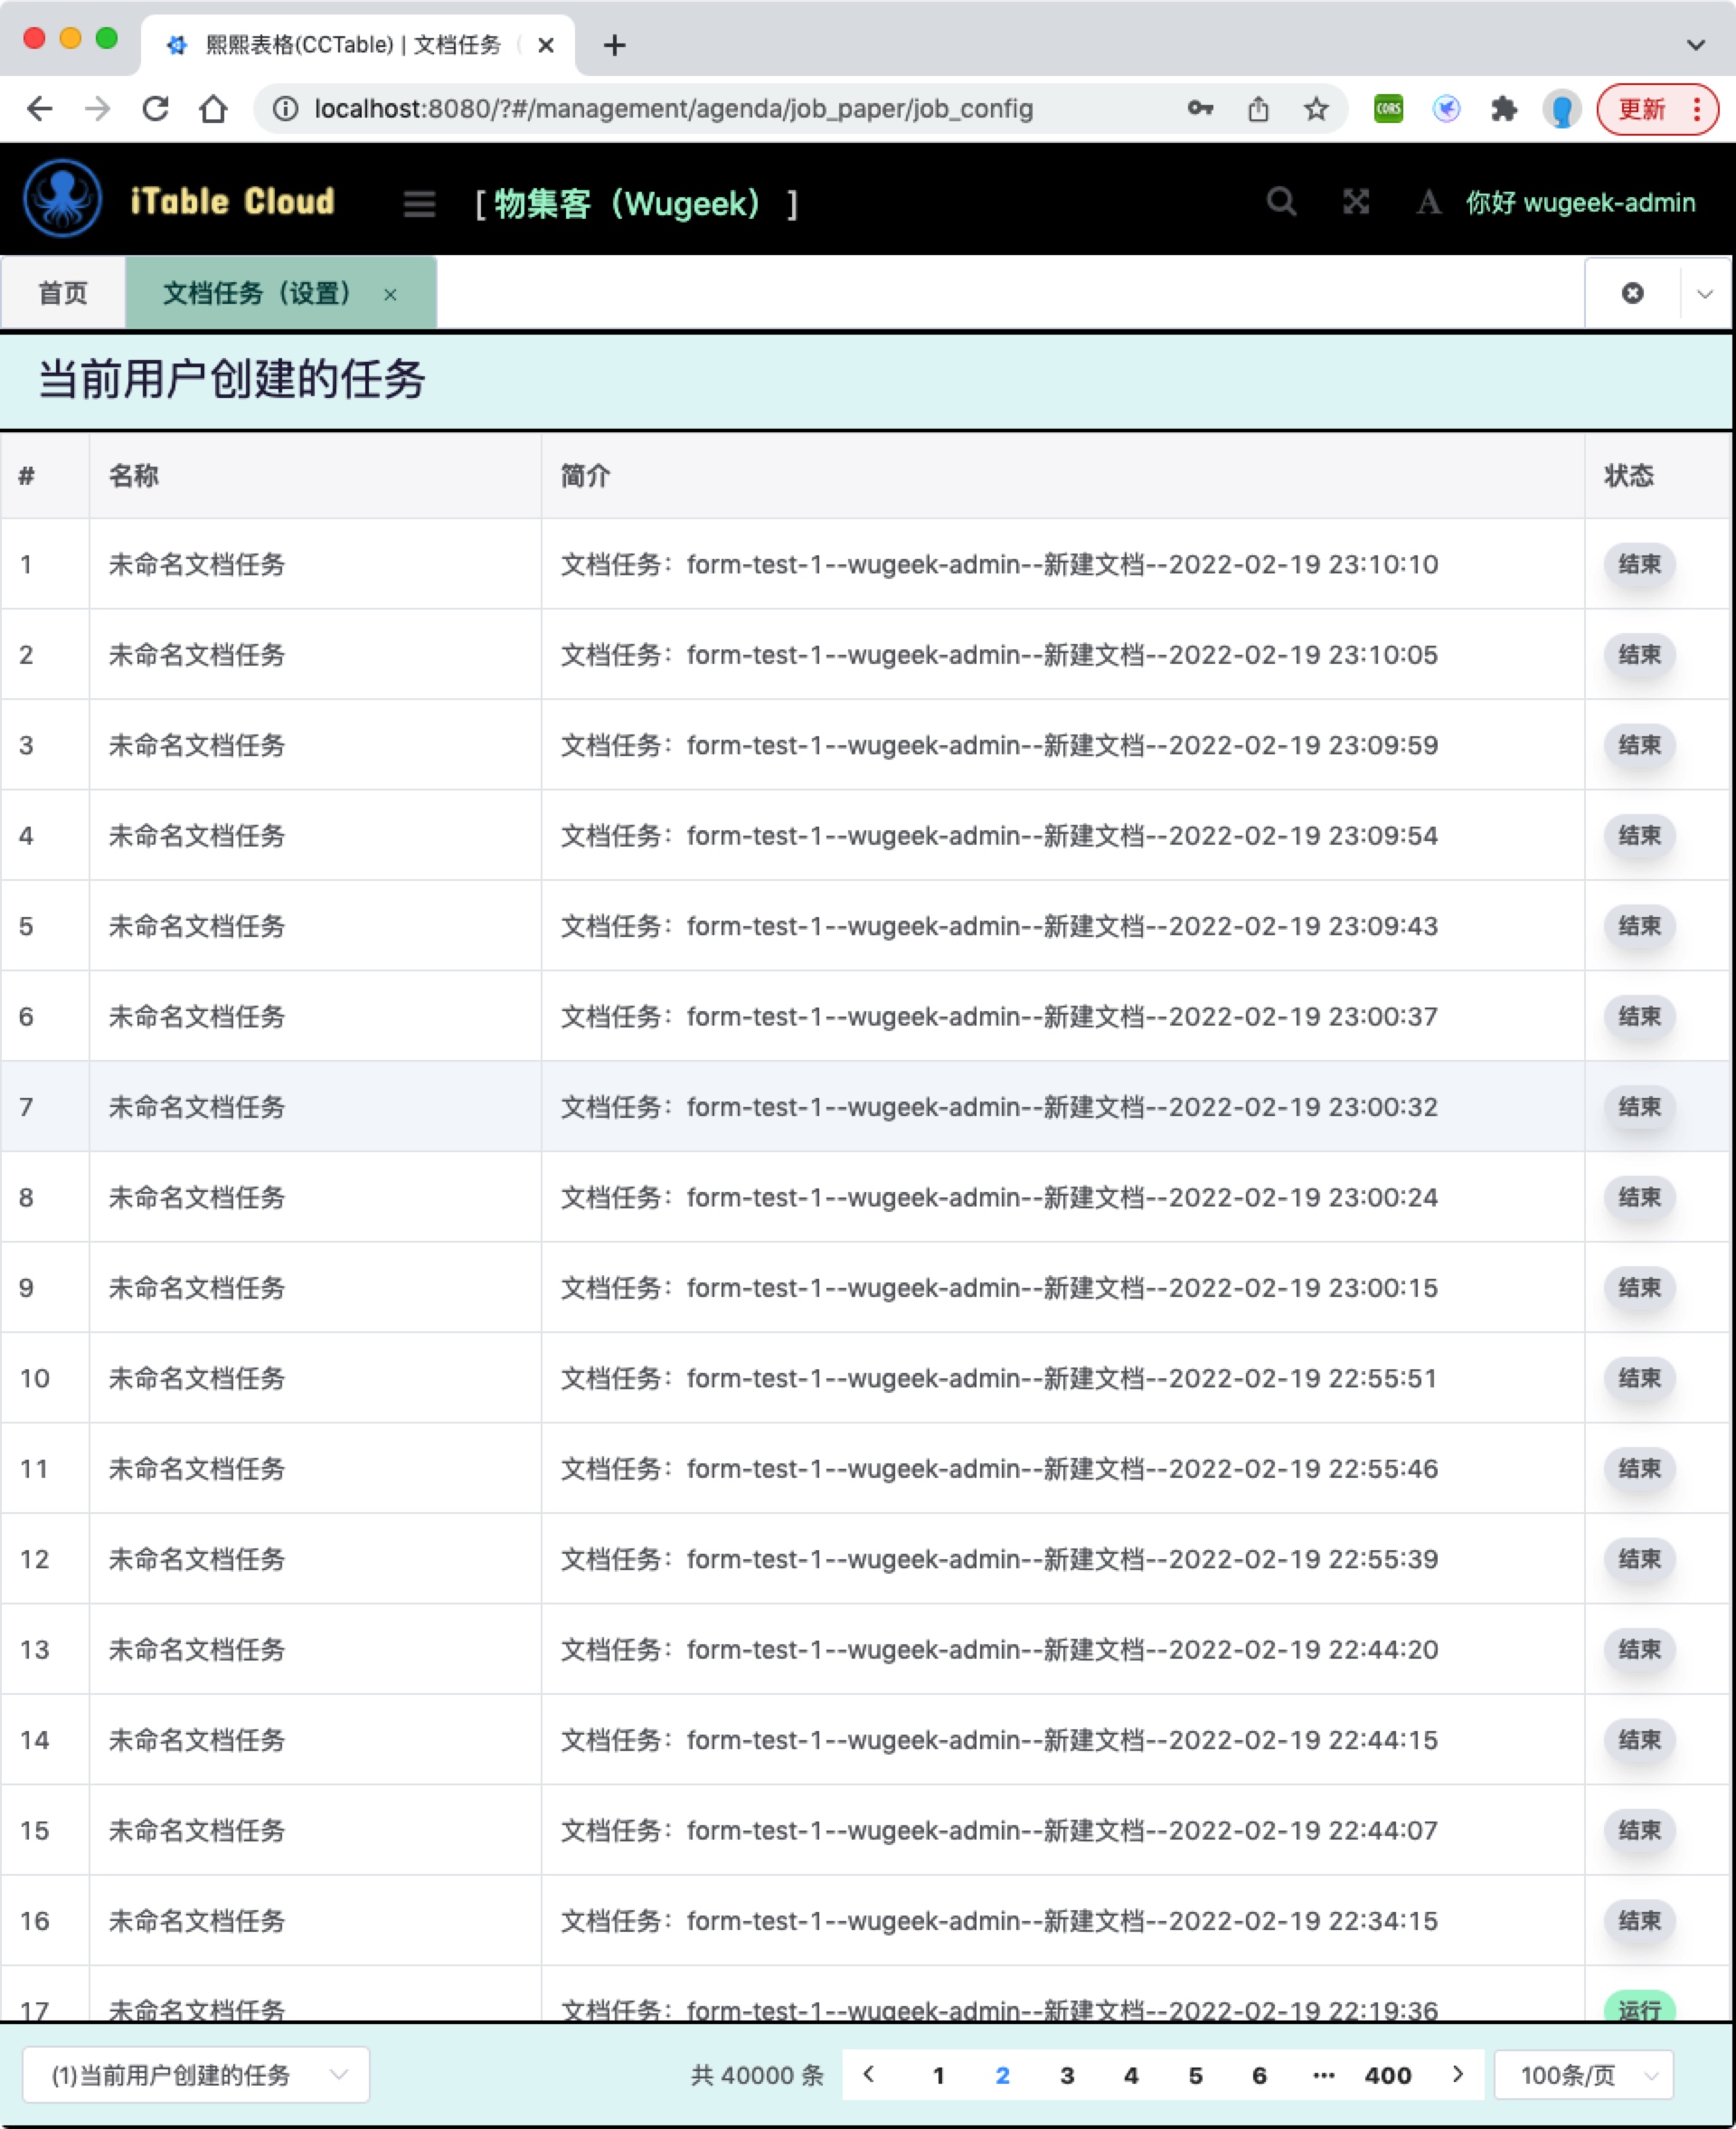 熙熙表格(CCTable) | 文档任务
localhost:8080/?#/management/agenda/job_paper/job_config
CORS
更新
iTable Cloud
[ 物集客（Wugeek） ]
A
你好 wugeek-admin
首页 文档任务（设置）
当前用户创建的任务
# 名称 简介 状态
1 未命名文档任务 文档任务：form-test-1--wugeek-admin--新建文档--2022-02-19 23:10:10 结束
2 未命名文档任务 文档任务：form-test-1--wugeek-admin--新建文档--2022-02-19 23:10:05 结束
3 未命名文档任务 文档任务：form-test-1--wugeek-admin--新建文档--2022-02-19 23:09:59 结束
4 未命名文档任务 文档任务：form-test-1--wugeek-admin--新建文档--2022-02-19 23:09:54 结束
5 未命名文档任务 文档任务：form-test-1--wugeek-admin--新建文档--2022-02-19 23:09:43 结束
6 未命名文档任务 文档任务：form-test-1--wugeek-admin--新建文档--2022-02-19 23:00:37 结束
7 未命名文档任务 文档任务：form-test-1--wugeek-admin--新建文档--2022-02-19 23:00:32 结束
8 未命名文档任务 文档任务：form-test-1--wugeek-admin--新建文档--2022-02-19 23:00:24 结束
9 未命名文档任务 文档任务：form-test-1--wugeek-admin--新建文档--2022-02-19 23:00:15 结束
10 未命名文档任务 文档任务：form-test-1--wugeek-admin--新建文档--2022-02-19 22:55:51 结束
11 未命名文档任务 文档任务：form-test-1--wugeek-admin--新建文档--2022-02-19 22:55:46 结束
12 未命名文档任务 文档任务：form-test-1--wugeek-admin--新建文档--2022-02-19 22:55:39 结束
13 未命名文档任务 文档任务：form-test-1--wugeek-admin--新建文档--2022-02-19 22:44:20 结束
14 未命名文档任务 文档任务：form-test-1--wugeek-admin--新建文档--2022-02-19 22:44:15 结束
15 未命名文档任务 文档任务：form-test-1--wugeek-admin--新建文档--2022-02-19 22:44:07 结束
16 未命名文档任务 文档任务：form-test-1--wugeek-admin--新建文档--2022-02-19 22:34:15 结束
17 未命名文档任务 文档任务：form-test-1--wugeek-admin--新建文档--2022-02-19 22:19:36 运行
(1)当前用户创建的任务 共 40000 条 1 2 3 4 5 6 ··· 400 100条/页